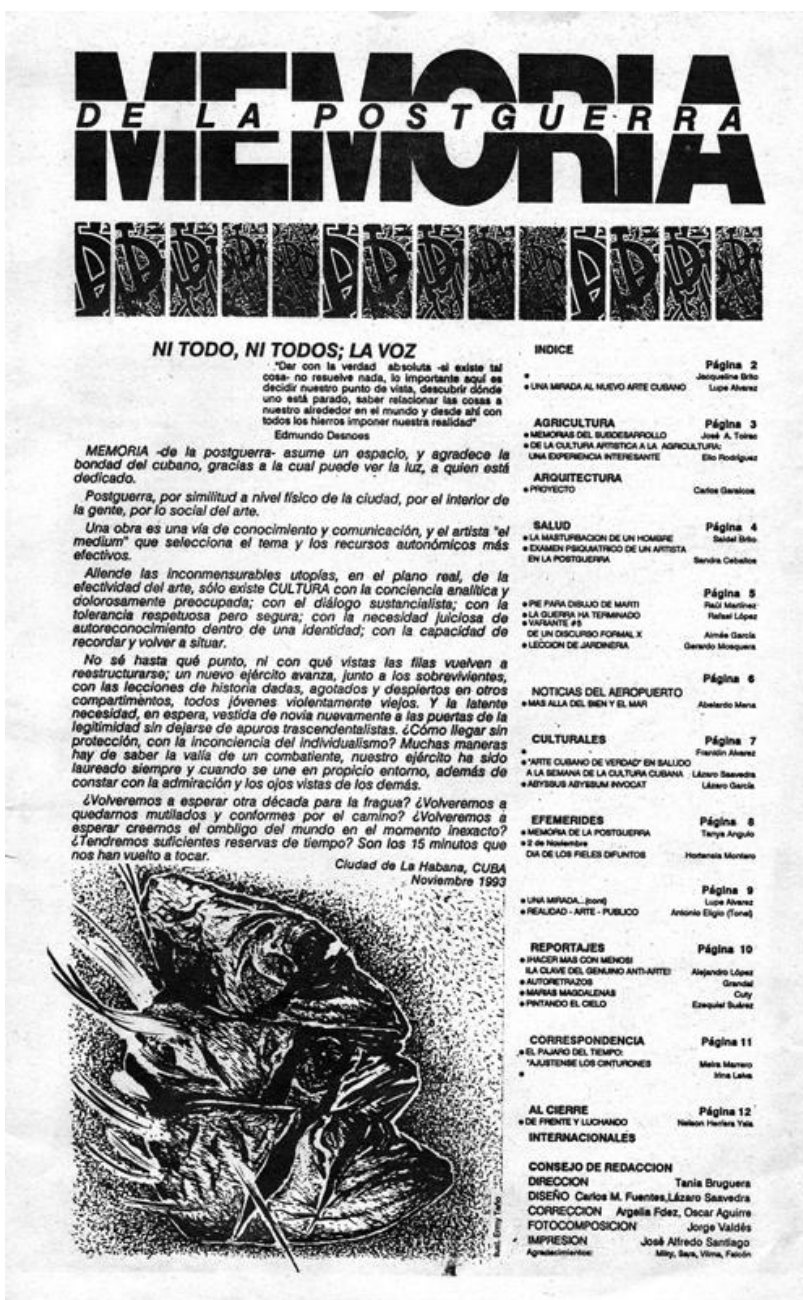 MEMORIA
DE LA POSTGUERRA
NI TODO, NI TODOS; LA VOZ
"Dar con la verdad absoluta -si existe tal
cosa- no resuelve nada, lo importante aquí es
decidir nuestro punto de vista, descubrir dónde
uno está parado, saber relacionar las cosas a
nuestro alrededor en el mundo y desde ahí con
todos los hierros imponer nuestra realidad"
Edmundo Desnoes
MEMORIA -de la postguerra- asume un espacio, y agradece la
bondad del cubano, gracias a la cual puede ver la luz, a quien está
dedicado.
Postguerra, por similitud a nivel físico de la ciudad, por el interior de
la gente, por lo social del arte.
Una obra es una vía de conocimiento y comunicación, y el artista "el
medium" que selecciona el tema y los recursos autonómicos más
efectivos.
Allende las inconmensurables utopías, en el plano real, de la
efectividad del arte, sólo existe CULTURA con la conciencia analítica y
dolorosamente preocupada; con el diálogo sustancialista; con la
tolerancia respetuosa pero segura; con la necesidad juiciosa de
autoreconocimiento dentro de una identidad; con la capacidad de
recordar y volver a situar.
No sé hasta qué punto, ni con qué vistas las filas vuelven a
reestructurarse; un nuevo ejército avanza, junto a los sobrevivientes,
con las lecciones de historia dadas, agotados y despiertos en otros
compartimentos, todos jóvenes violentamente viejos. Y la latente
necesidad, en espera, vestida de novia nuevamente a las puertas de la
legitimidad sin dejarse de apuros trascendentalistas. ¿Cómo llegar sin
protección, con la inconciencia del individualismo? Muchas maneras
hay de saber la valía de un combatiente, nuestro ejército ha sido
laureado siempre y cuando se une en propicio entorno, además de
constar con la admiración y los ojos vistas de los demás.
¿Volveremos a esperar otra década para la fragua? ¿Volveremos a
quedarnos mutilados y conformes por el camino? ¿Volveremos a
esperar creernos el ombligo del mundo en el momento inexacto?
¿Tendremos suficientes reservas de tiempo? Son los 15 minutos que
nos han vuelto a tocar.
Ciudad de La Habana, CUBA
Noviembre 1993
Ilust. Enny Taño
INDICE
Página 2
Jacqueline Brito
UNA MIRADA AL NUEVO ARTE CUBANO Lupe Alvarez
AGRICULTURA Página 3
MEMORIAS DEL SUBDESARROLLO José A. Toirac
DE LA CULTURA ARTISTICA A LA AGRICULTURA;
UNA EXPERIENCIA INTERESANTE Elio Rodríguez
ARQUITECTURA
PROYECTO Carlos Garaicoa
SALUD Página 4
LA MASTURBACION DE UN HOMBRE Saidel Brito
EXAMEN PSIQUIATRICO DE UN ARTISTA
EN LA POSTGUERRA Sandra Ceballos
Página 5
PIE PARA DIBUJO DE MARTI Raúl Martínez
LA GUERRA HA TERMINADO Rafael López
VARIANTE #5
DE UN DISCURSO FORMAL X Aimée García
LECCION DE JARDINERIA Gerardo Mosquera
Página 6
NOTICIAS DEL AEROPUERTO
MAS ALLA DEL BIEN Y EL MAR Abelardo Mena
CULTURALES Página 7
Franklin Alvarez
"ARTE CUBANO DE VERDAD" EN SALUDO
A LA SEMANA DE LA CULTURA CUBANA Lázaro Saavedra
ABYSSUS ABYSSUM INVOCAT Lázaro García
EFEMERIDES Página 8
MEMORIA DE LA POSTGUERRA Tanya Angulo
2 de Noviembre
DIA DE LOS FIELES DIFUNTOS Hortensia Montero
Página 9
UNA MIRADA...(cont) Lupe Alvarez
REALIDAD - ARTE - PUBLICO Antonio Eligio (Tonel)
REPORTAJES Página 10
¡HACER MAS CON MENOS!
¡LA CLAVE DEL GENUINO ANTI-ARTE! Alejandro López
AUTORETRAZOS Grandal
MARIAS MAGDALENAS Cuty
PINTANDO EL CIELO Ezequiel Suárez
CORRESPONDENCIA Página 11
EL PAJARO DEL TIEMPO:
"AJUSTENSE LOS CINTURONES Meira Marrero
Irina Leiva
AL CIERRE Página 12
DE FRENTE Y LUCHANDO Nelson Herrera Ysla
INTERNACIONALES
CONSEJO DE REDACCION
DIRECCION Tania Bruguera
DISEÑO Carlos M. Fuentes,Lázaro Saavedra
CORRECCION Argelia Fdez, Oscar Aguirre
FOTOCOMPOSICION Jorge Valdés
IMPRESION José Alfredo Santiago
Agradecimientos: Miky, Sara, Vilma, Falcón